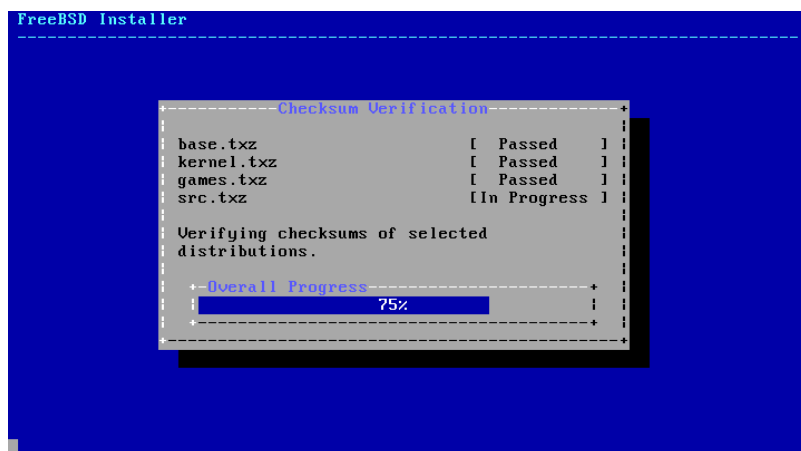 FreeBSD Installer
Checksum Verification
base.txz [ Passed ]
kernel.txz [ Passed ]
games.txz [ Passed ]
src.txz [In Progress ]
Verifying checksums of selected
distributions.
Overall Progress
75%